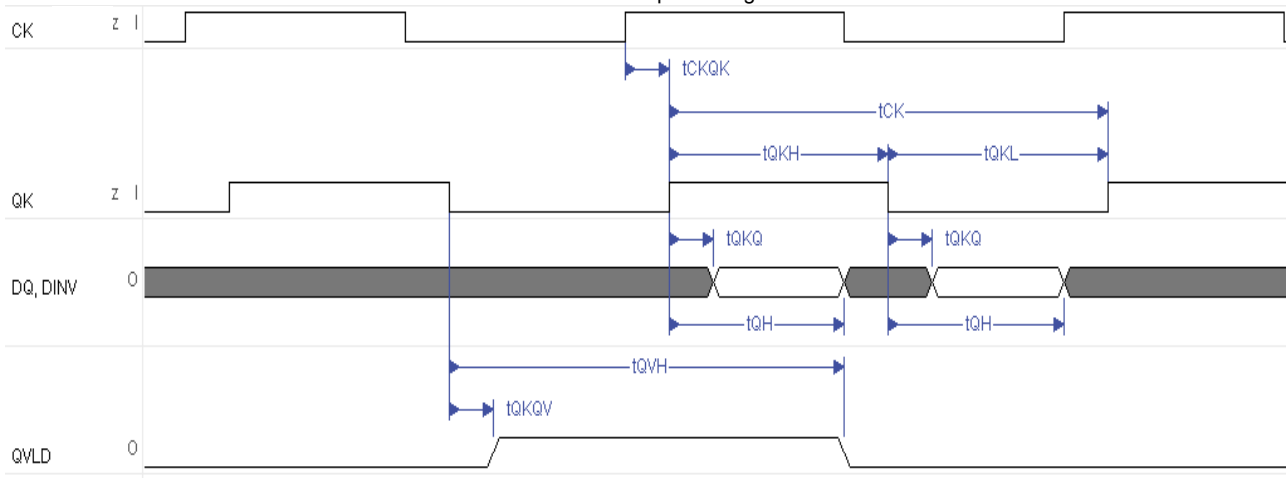 CK z I
tCKQK
tCK
tQKH tQKL
QK z I
tQKQ tQKQ
DQ, DINV 0
tQH tQH
tQVH
tQKQV
QVLD 0